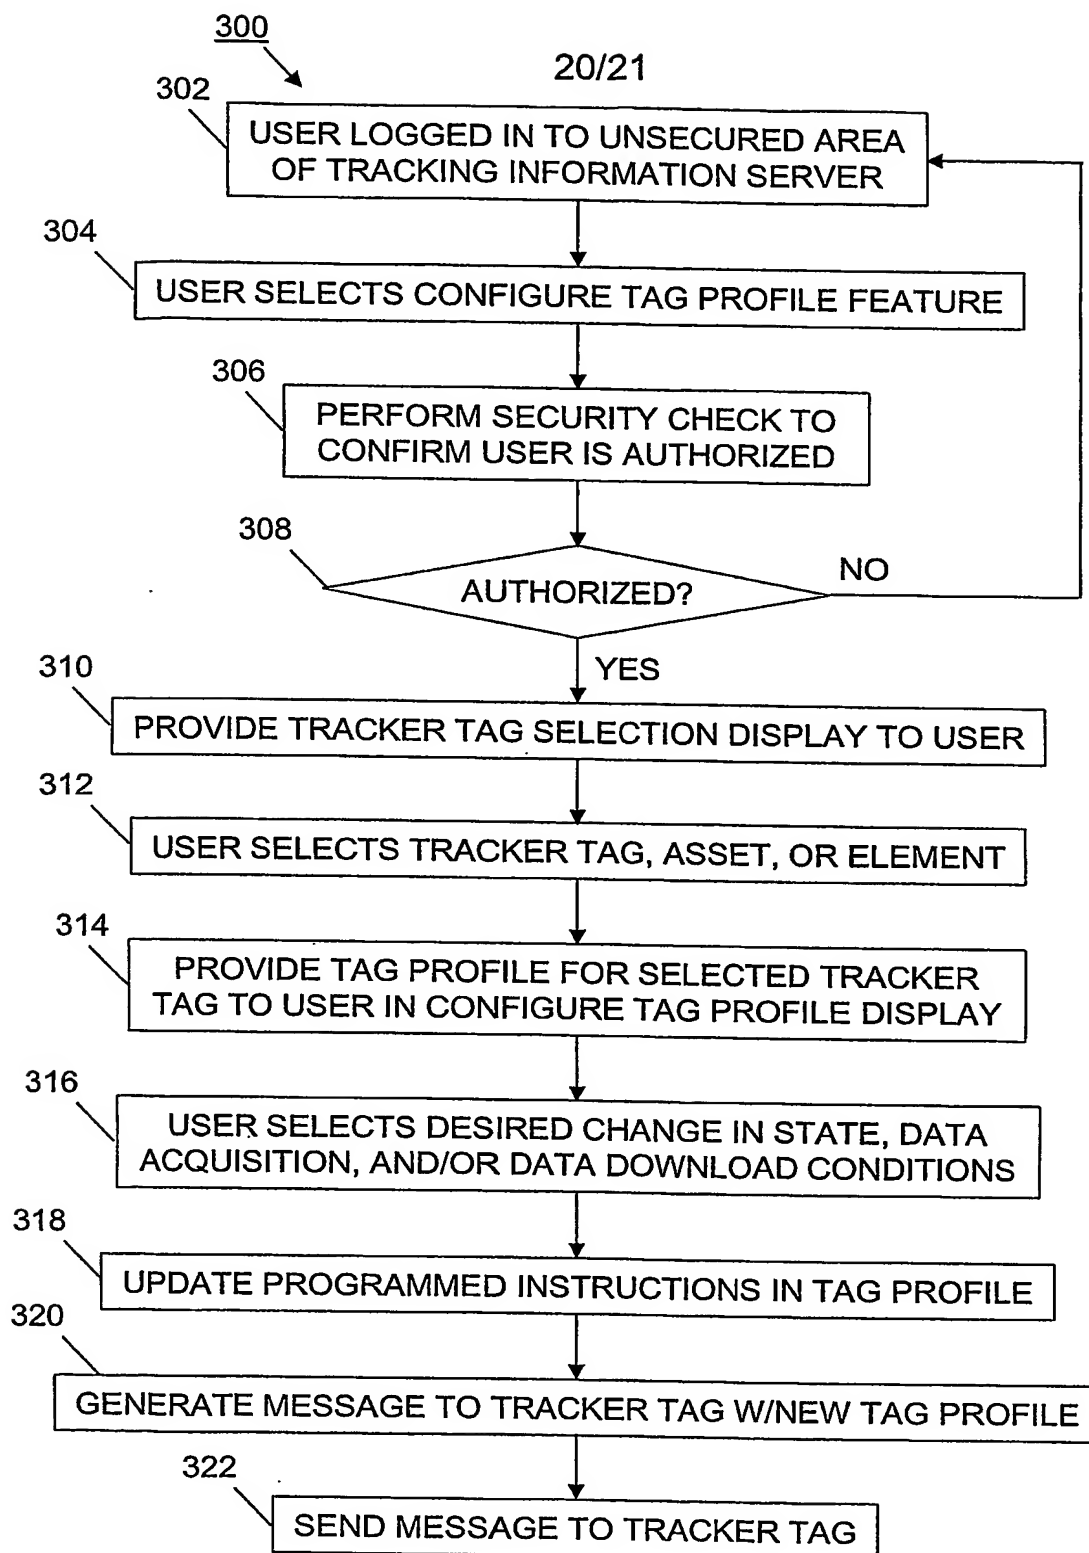 300
20/21
302
USER LOGGED IN TO UNSECURED AREA
OF TRACKING INFORMATION SERVER
304
USER SELECTS CONFIGURE TAG PROFILE FEATURE
306
PERFORM SECURITY CHECK TO
CONFIRM USER IS AUTHORIZED
308
AUTHORIZED?
NO
YES
310
PROVIDE TRACKER TAG SELECTION DISPLAY TO USER
312
USER SELECTS TRACKER TAG, ASSET, OR ELEMENT
314
PROVIDE TAG PROFILE FOR SELECTED TRACKER
TAG TO USER IN CONFIGURE TAG PROFILE DISPLAY
316
USER SELECTS DESIRED CHANGE IN STATE, DATA
ACQUISITION, AND/OR DATA DOWNLOAD CONDITIONS
318
UPDATE PROGRAMMED INSTRUCTIONS IN TAG PROFILE
320
GENERATE MESSAGE TO TRACKER TAG W/NEW TAG PROFILE
322
SEND MESSAGE TO TRACKER TAG